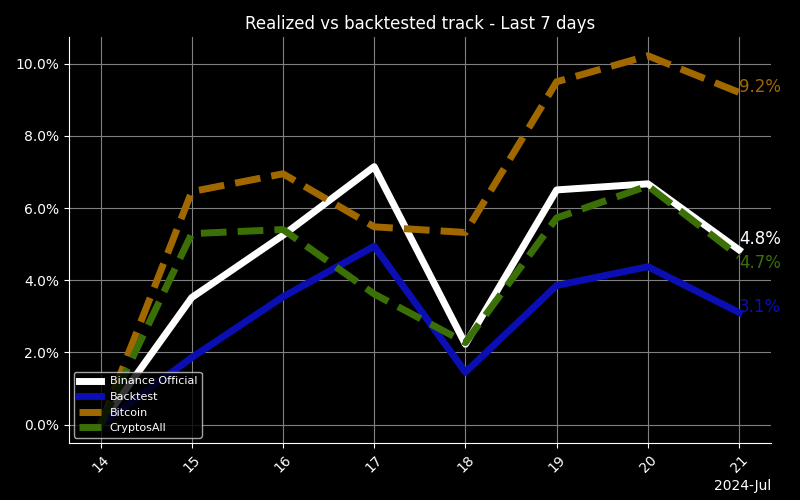 Realized vs backtested track - Last 7 days
10.0%
8.0%
6.0%
4.0%
2.0%
0.0%
9.2%
4.8%
4.7%
3.1%
Binance Official
Backtest
Bitcoin
CryptosAll
14 15 16 17 18 19 20 21
2024-Jul